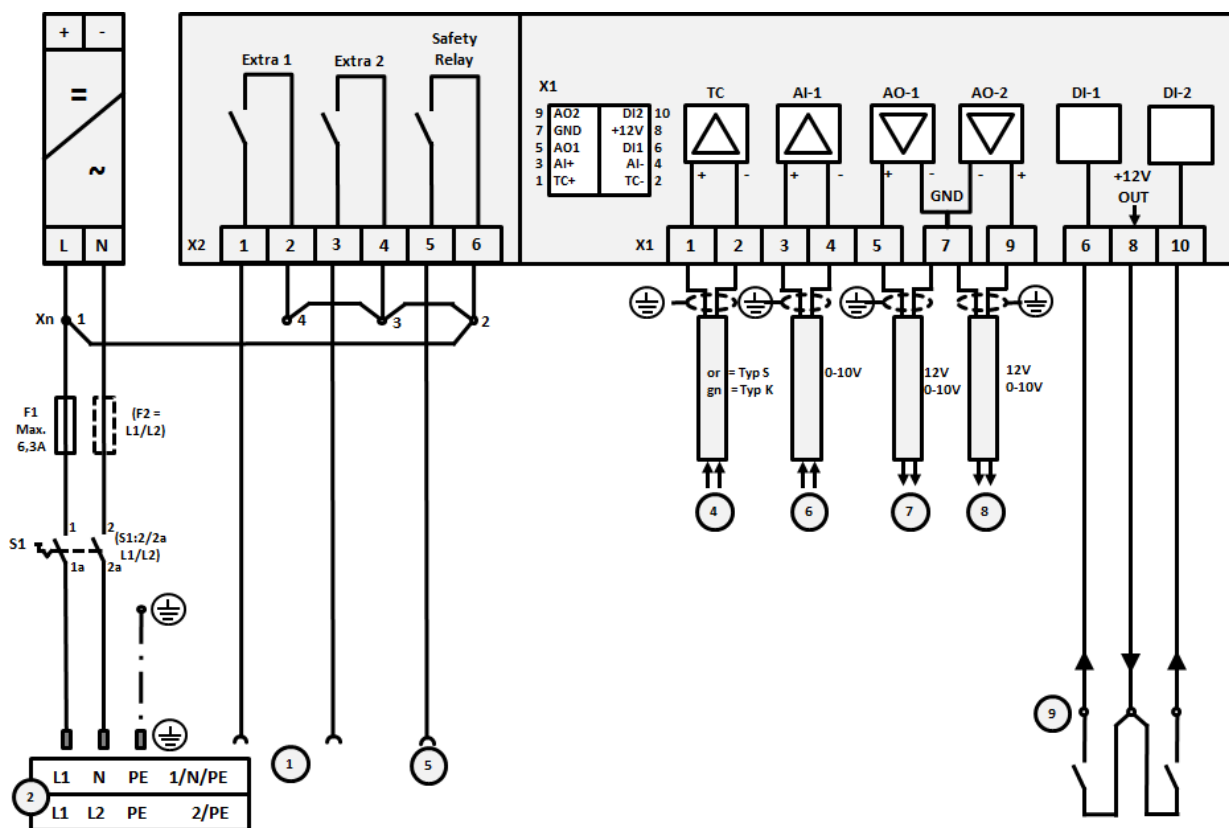 + -
=
~
L N
Extra 1
Extra 2
Safety
Relay
X2 1 2 3 4 5 6
X1
9 AO2 DI2 10
7 GND +12V 8
5 AO1 DI1 6
3 AI+ AI- 4
1 TC+ TC- 2
TC
AI-1
AO-1
AO-2
DI-1
DI-2
+ - + - + - - +
GND
+12V
OUT
X1 1 2 3 4 5 7 9 6 8 10
Xn 1
4 3 2
F1
Max.
6,3A
(F2 =
L1/L2)
or = Typ S
gn = Typ K
0-10V
12V
0-10V
12V
0-10V
4 6 7 8
S1
1 2
1a 2a
(S1:2/2a
L1/L2)
9
1
5
2
L1 N PE 1/N/PE
L1 L2 PE 2/PE